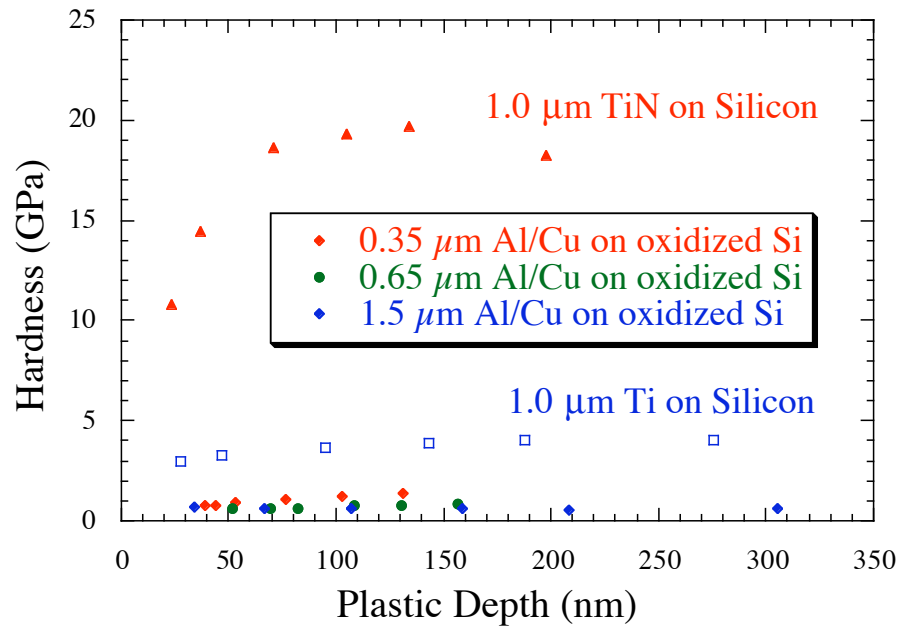 25
20
15
10
5
0
Hardness (GPa)
1.0 μm TiN on Silicon
0.35 μm Al/Cu on oxidized Si
0.65 μm Al/Cu on oxidized Si
1.5 μm Al/Cu on oxidized Si
1.0 μm Ti on Silicon
0 50 100 150 200 250 300 350
Plastic Depth (nm)